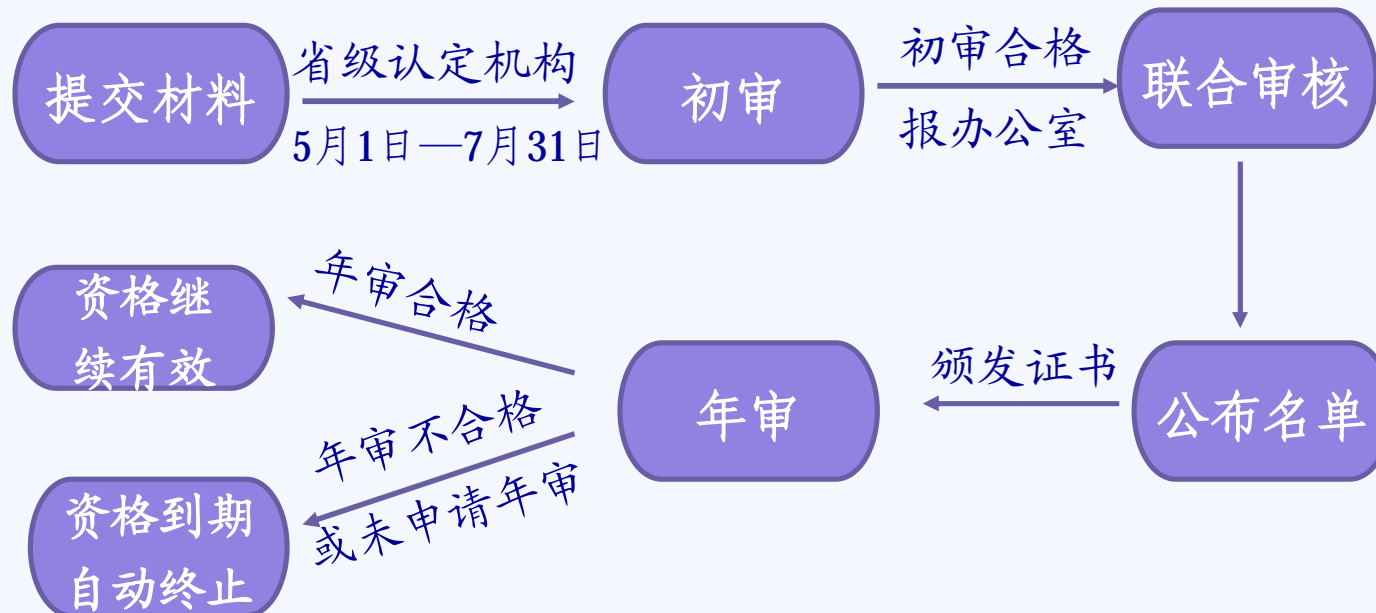 提交材料
省级认定机构
5月1日—7月31日
初审
初审合格
报办公室
联合审核
公布名单
颁发证书
年审
年审合格
资格继
续有效
年审不合格
或未申请年审
资格到期
自动终止